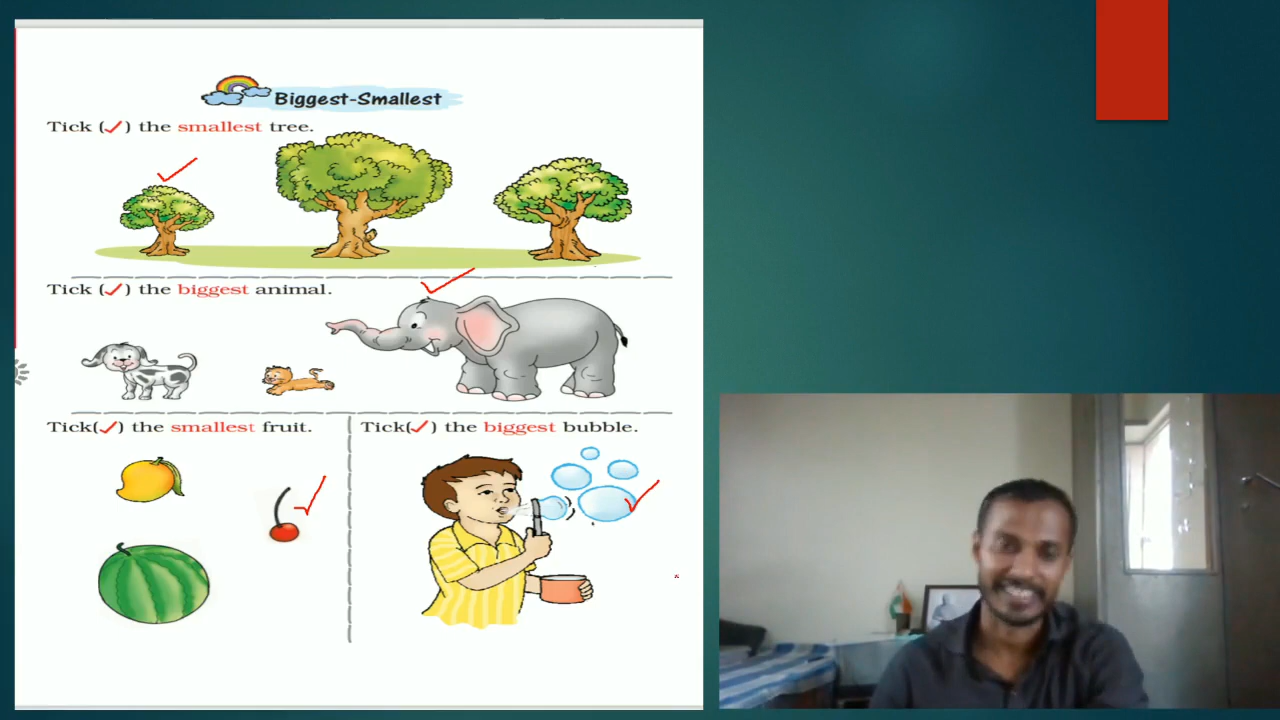 Biggest-Smallest
Tick (✓) the smallest tree.
Tick (✓) the biggest animal.
Tick(✓) the smallest fruit.
Tick(✓) the biggest bubble.